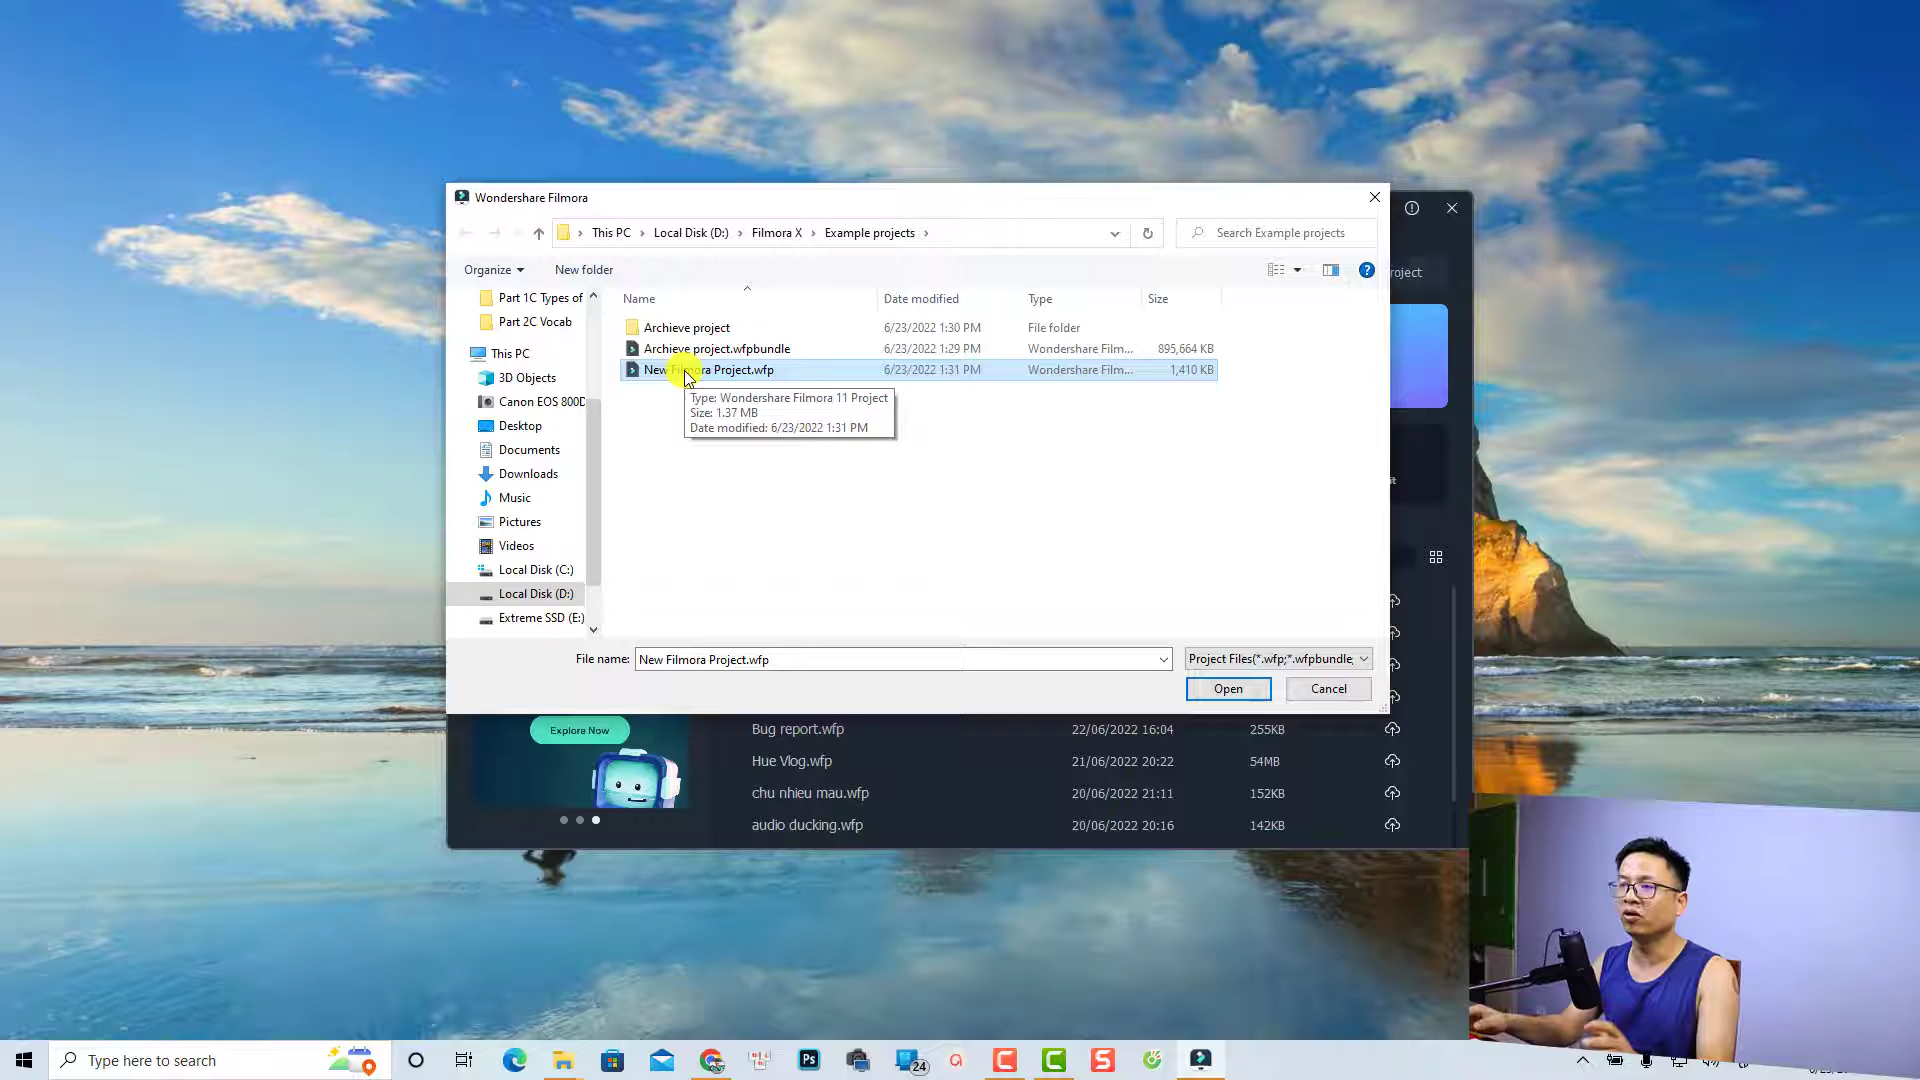 Wondershare Filmora
This PC > Local Disk (D:) > Filmora X > Example projects >
Search Example projects
Organize
New folder
Part 1C Types of
Part 2C Vocab
This PC
3D Objects
Canon EOS 800D
Desktop
Documents
Downloads
Music
Pictures
Videos
Local Disk (C:)
Local Disk (D:)
Extreme SSD (E:)
Name Date modified Type Size
Archieve project 6/23/2022 1:30 PM File folder
Archieve project.wfpbundle 6/23/2022 1:29 PM Wondershare Film... 895,664 KB
New Filmora Project.wfp 6/23/2022 1:31 PM Wondershare Film... 1,410 KB
Type: Wondershare Filmora 11 Project
Size: 1.37 MB
Date modified: 6/23/2022 1:31 PM
File name: New Filmora Project.wfp
Project Files(*.wfp;*.wfpbundle;
Open Cancel
roject
Explore Now
Bug report.wfp 22/06/2022 16:04 255KB
Hue Vlog.wfp 21/06/2022 20:22 54MB
chu nhieu mau.wfp 20/06/2022 21:11 152KB
audio ducking.wfp 20/06/2022 20:16 142KB
Type here to search
Ps
24